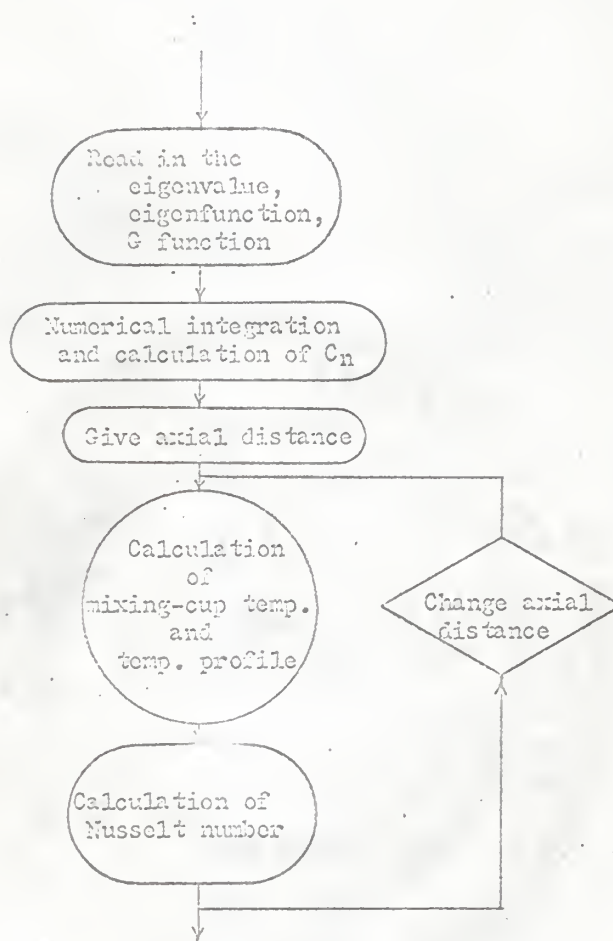 Read in the
eigenvalue,
eigenfunction,
G function
Numerical integration
and calculation of Cn
Give axial distance
Calculation
of
mixing-cup temp.
and
temp. profile
Change axial
distance
Calculation of
Nusselt number